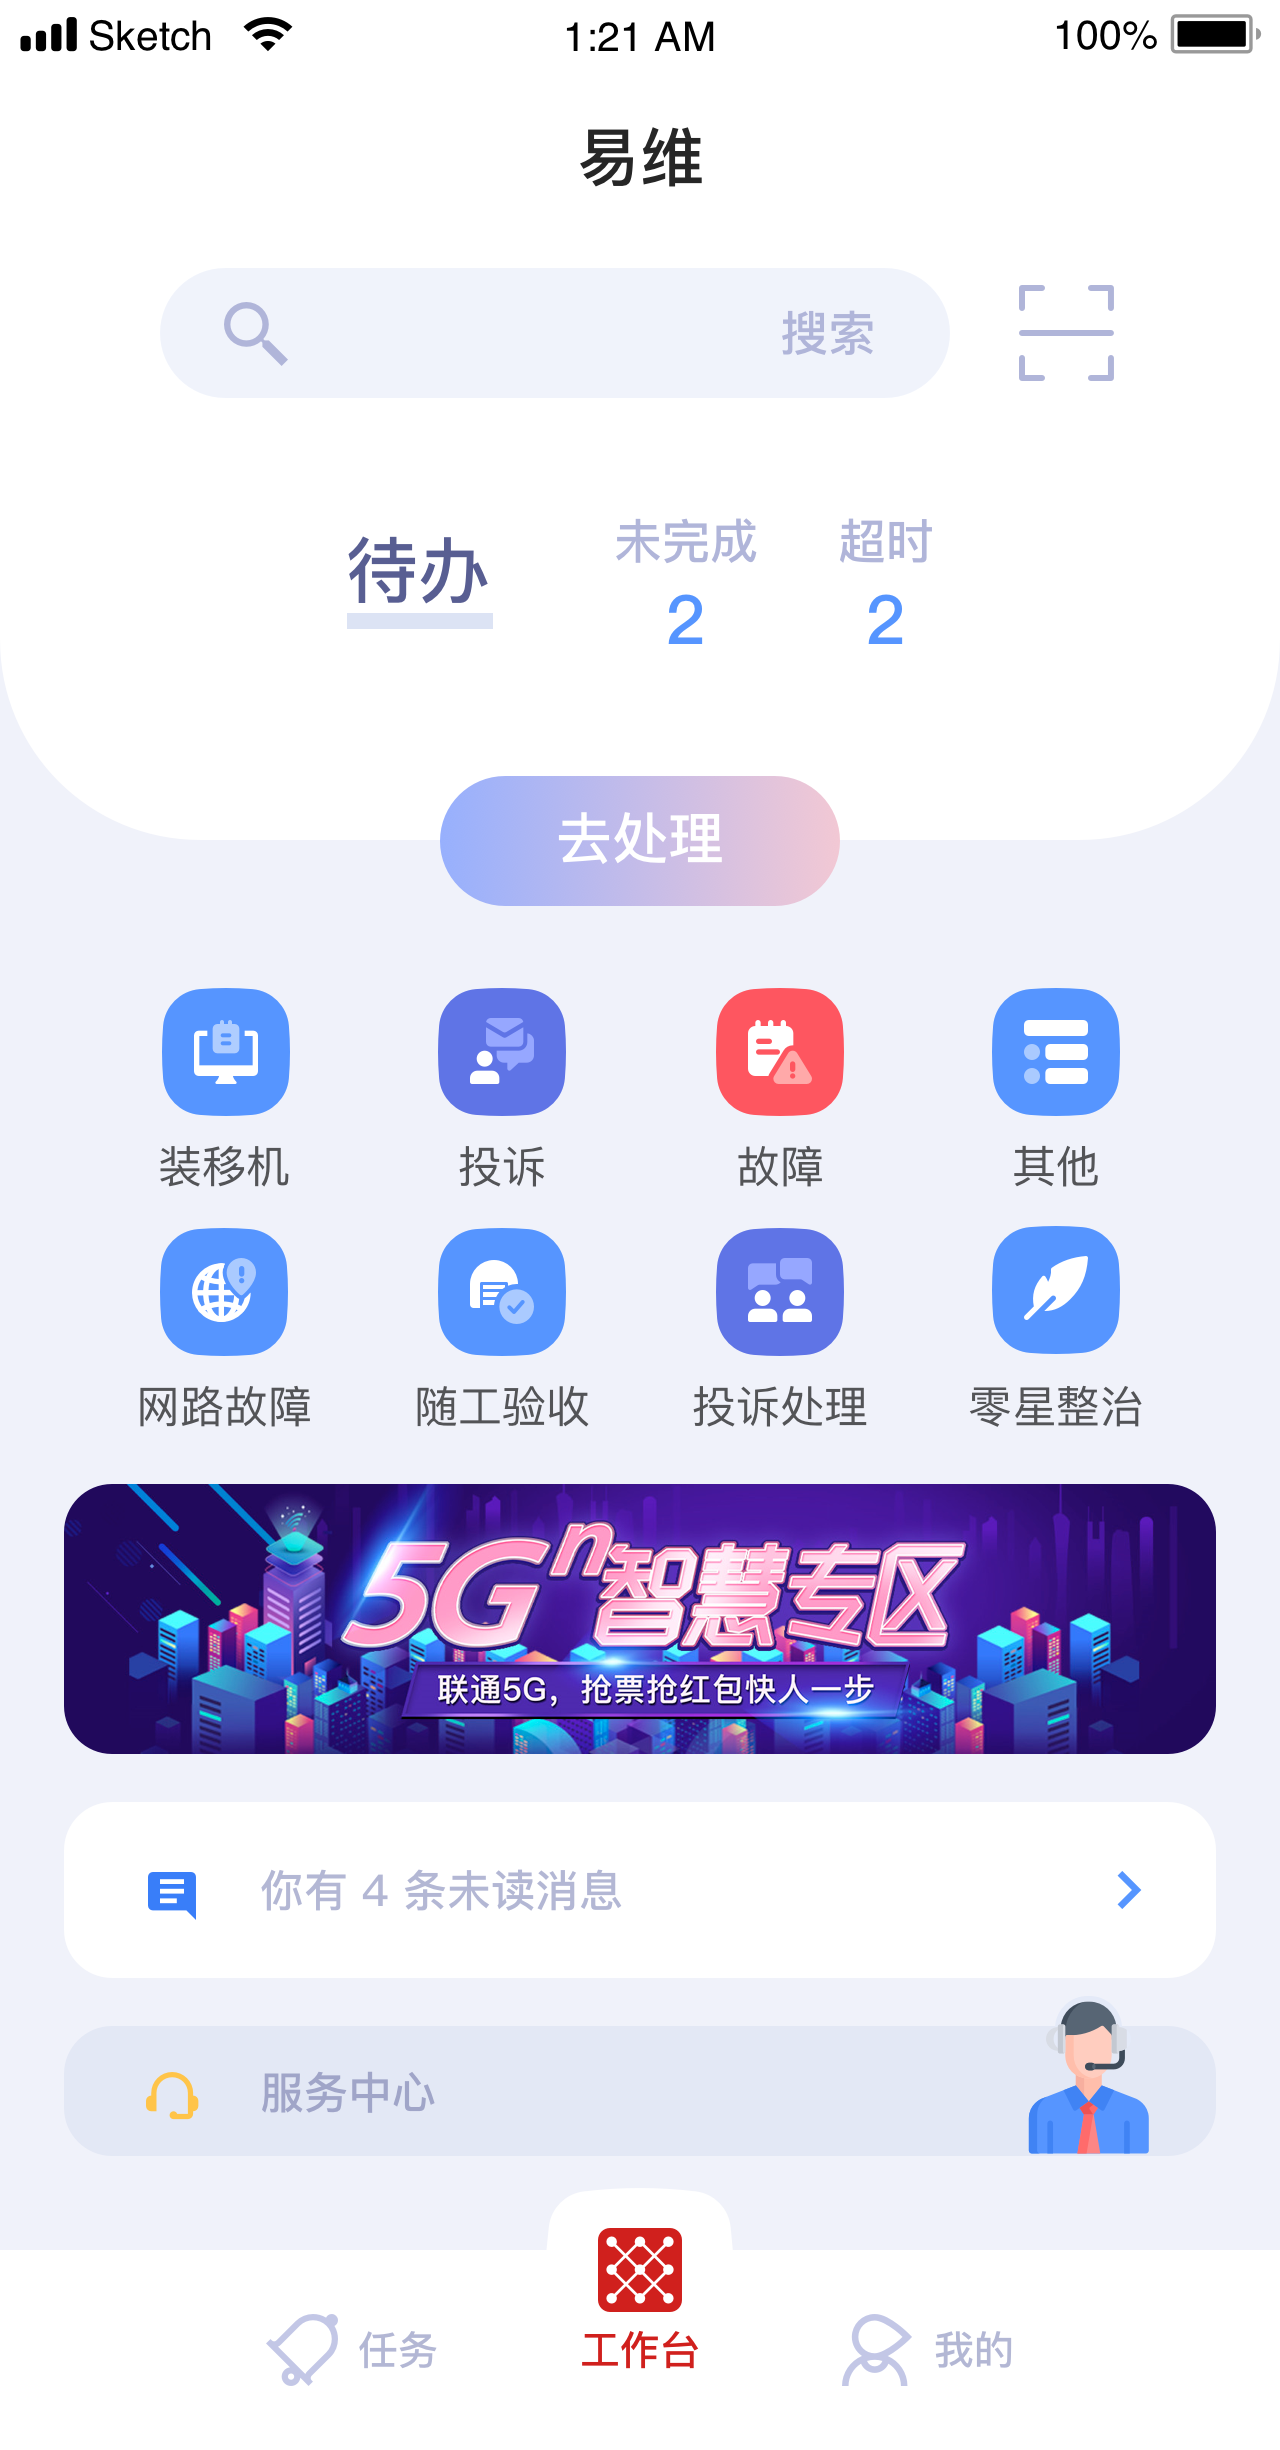 Sketch 1:21 AM 100%
易维
搜索
待办
未完成 超时
2 2
去处理
装移机 投诉 故障 其他
网路故障 随工验收 投诉处理 零星整治
5Gⁿ智慧专区
联通5G，抢票抢红包快人一步
你有 4 条未读消息
服务中心
任务 工作台 我的